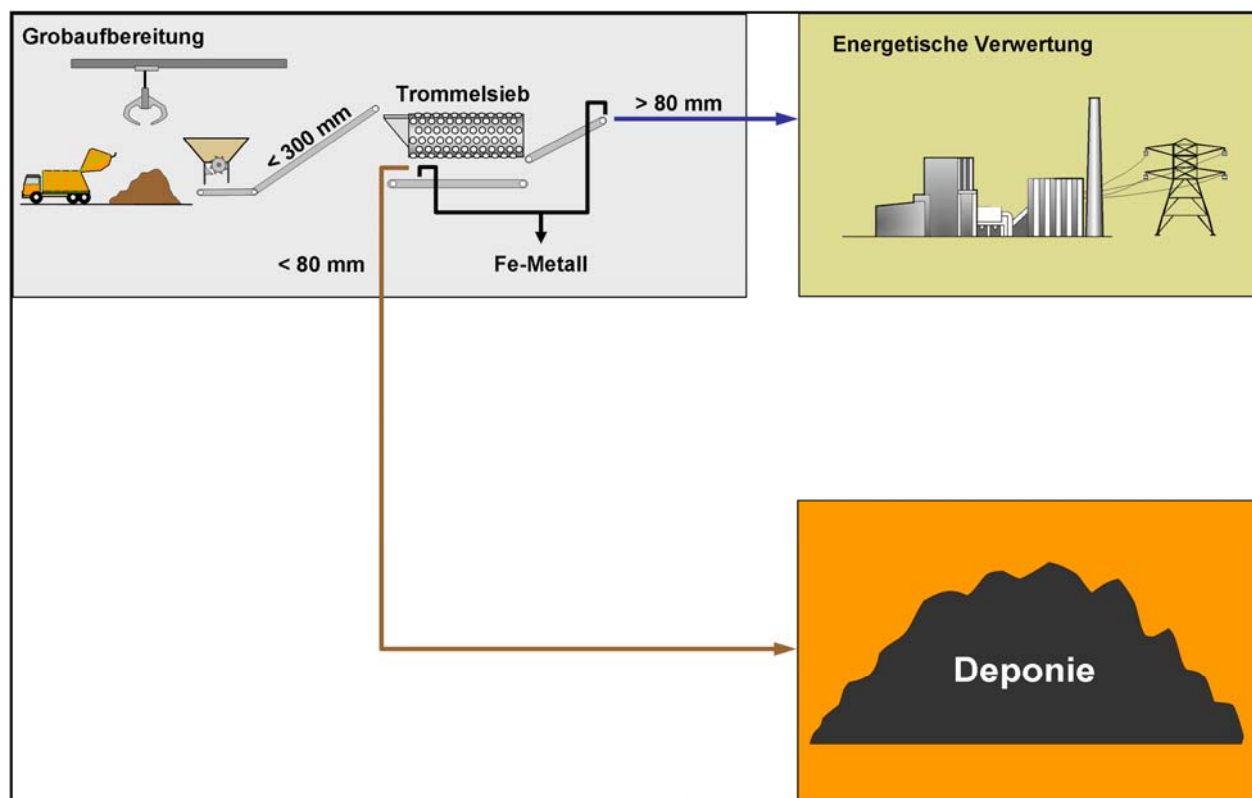 Grobaufbereitung
Energetische Verwertung
Trommelsieb
> 80 mm
< 300 mm
< 80 mm
Fe-Metall
Deponie